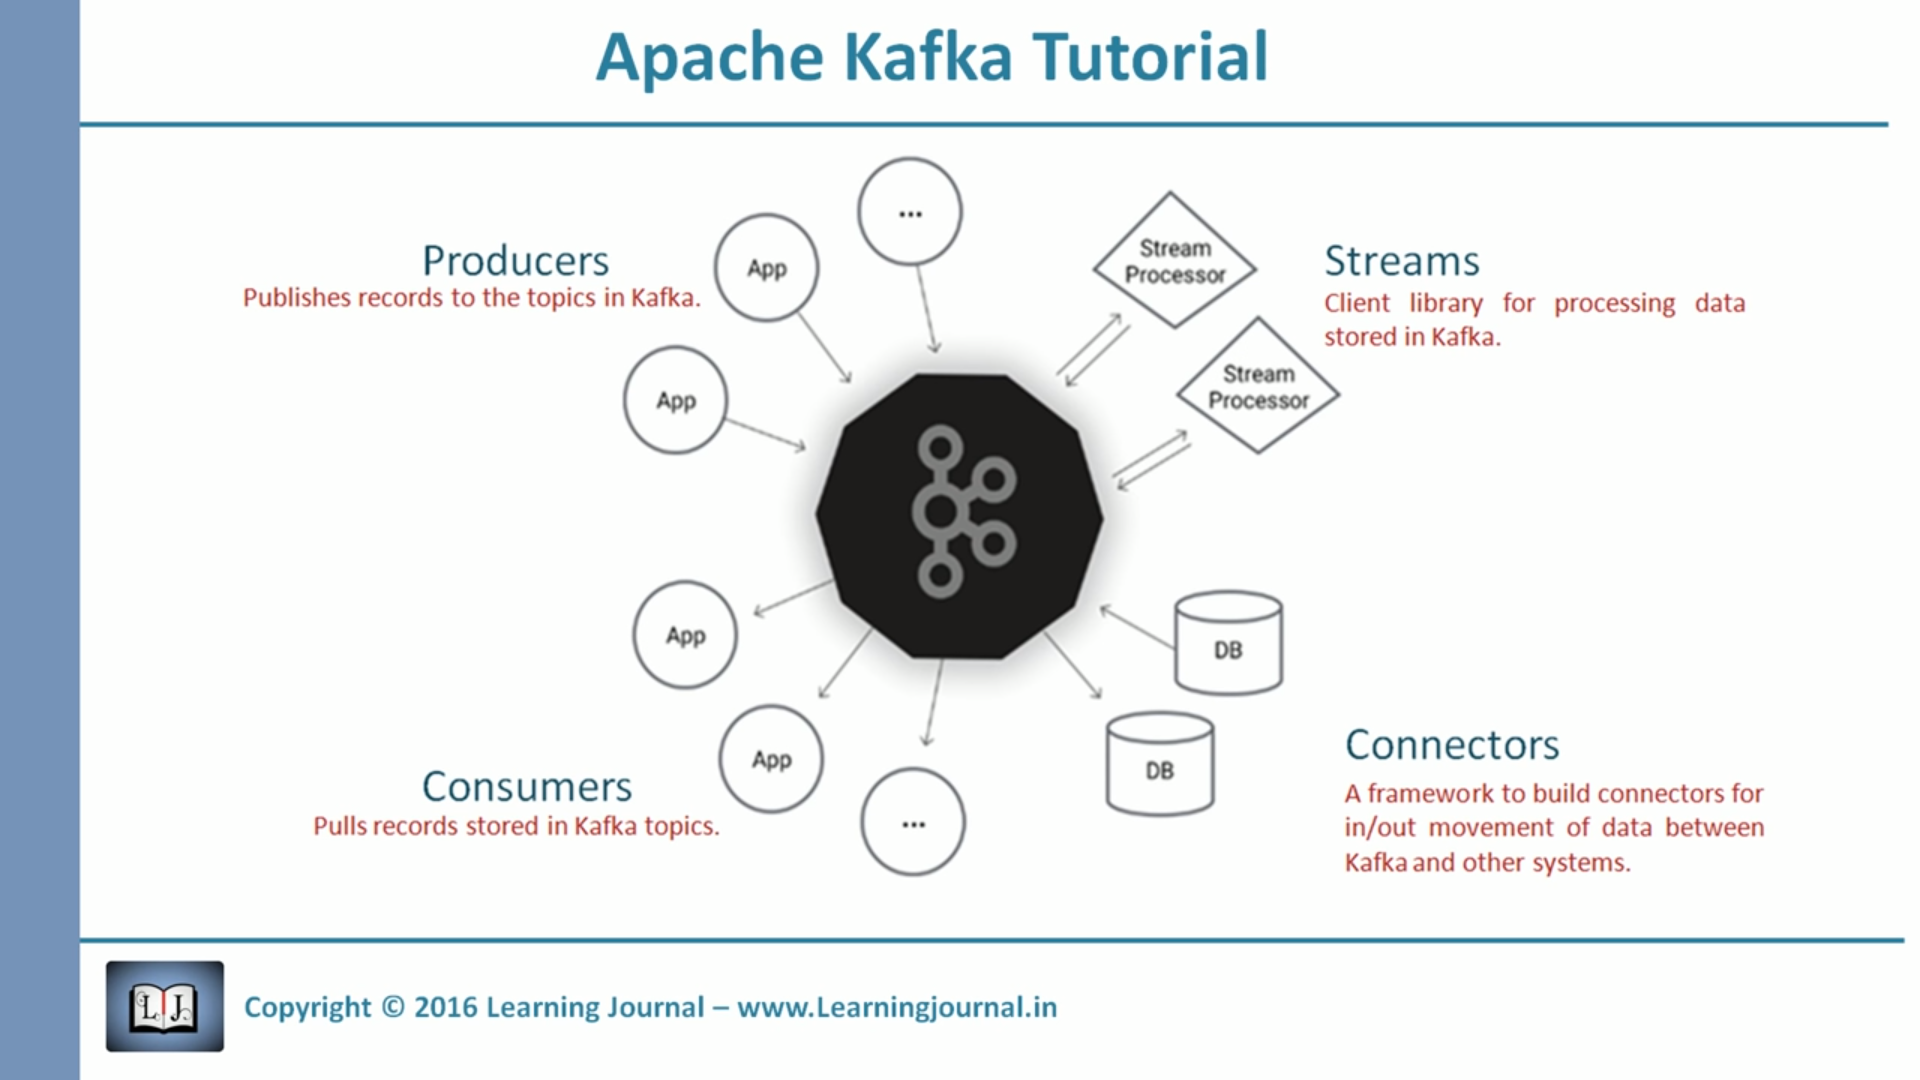 Apache Kafka Tutorial
...
App
Stream
Processor
Producers
Publishes records to the topics in Kafka.
Streams
Client library for processing data
stored in Kafka.
App
Stream
Processor
App
DB
App
DB
...
Connectors
A framework to build connectors for
in/out movement of data between
Kafka and other systems.
Consumers
Pulls records stored in Kafka topics.
LJ
Copyright © 2016 Learning Journal – www.Learningjournal.in